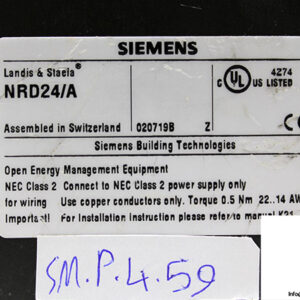 SIEMENS
Landis & Staefa
NRD24/A
C UL US LISTED
4274
Assembled in Switzerland 020719B Z
Siemens Building Technologies
Open Energy Management Equipment
NEC Class 2 Connect to NEC Class 2 power supply only
for wiring Use copper conductors only. Torque 0.5 Nm 22..14 AW
Important! For Installation Instruction please refer to manual K21
SM.P.4.59